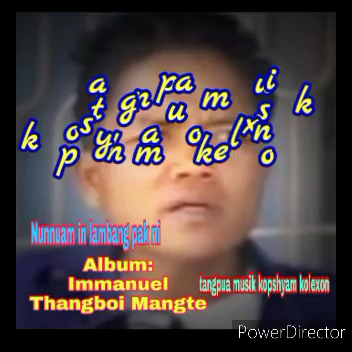 Nunnuam in lambang pak ni
Album:
Immanuel
Thangboi Mangte
tangpua musik kopshyam kolexon
PowerDirector